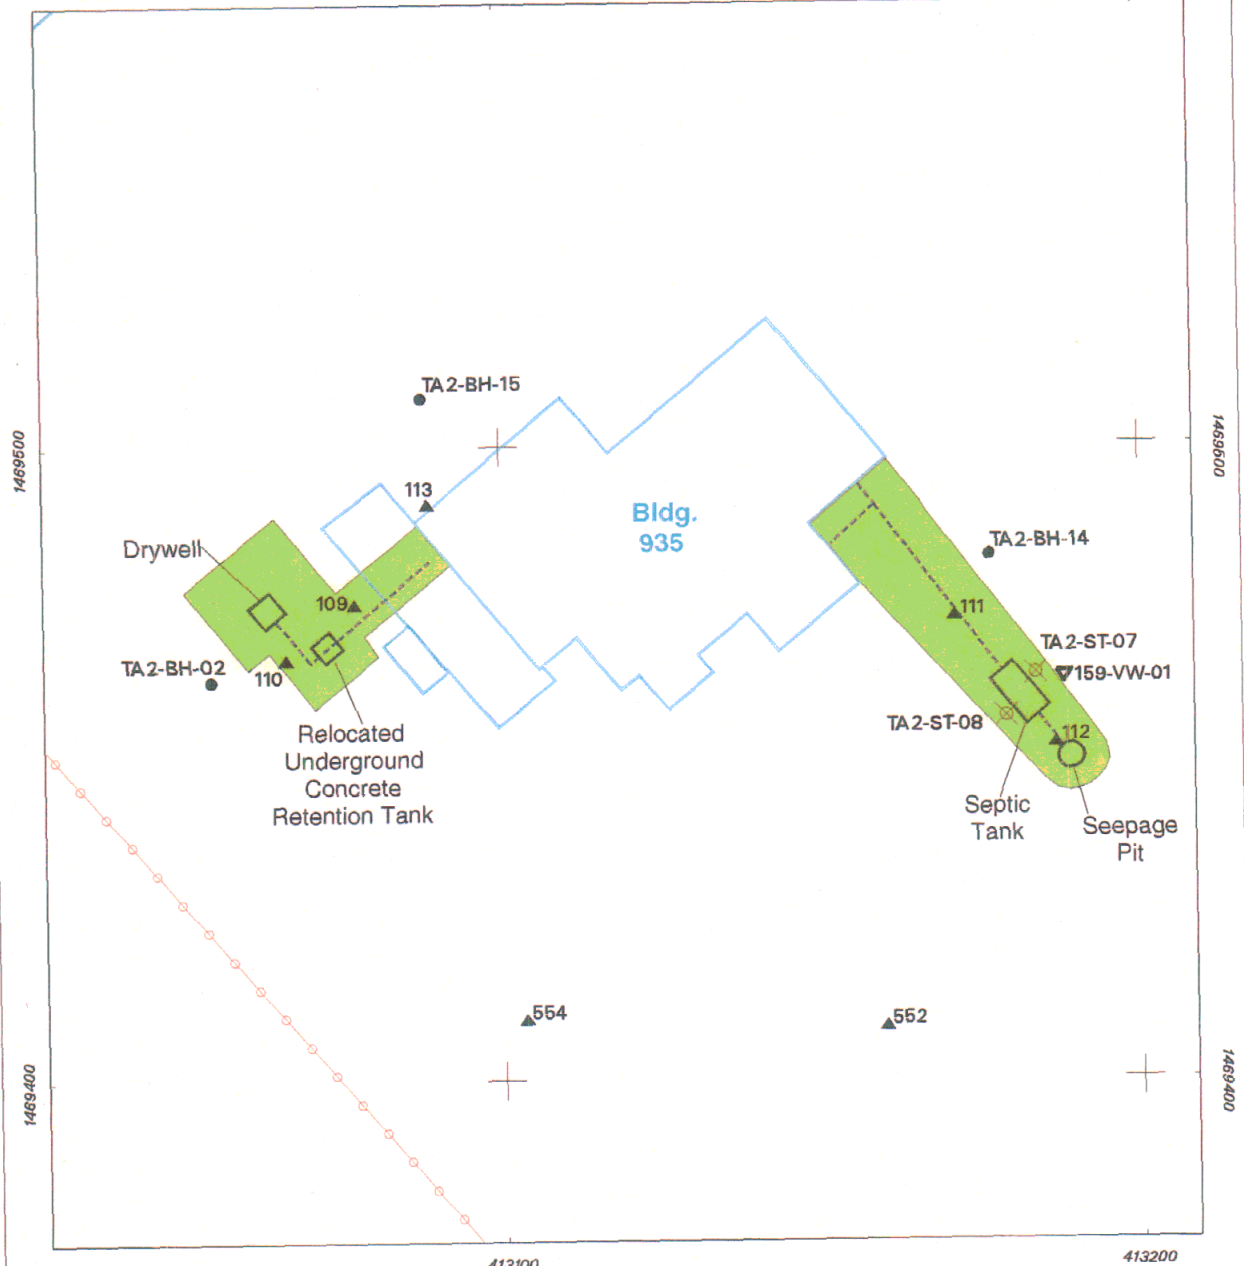 TA2-BH-15
1469500
1469500
113
Bldg.
935
Drywell
TA2-BH-14
109
111
TA2-ST-07
TA2-BH-02
110
159-VW-01
TA2-ST-08
112
Relocated
Underground
Concrete
Retention Tank
Septic
Tank
Seepage
Pit
554
552
1469400
1469400
413100
413200